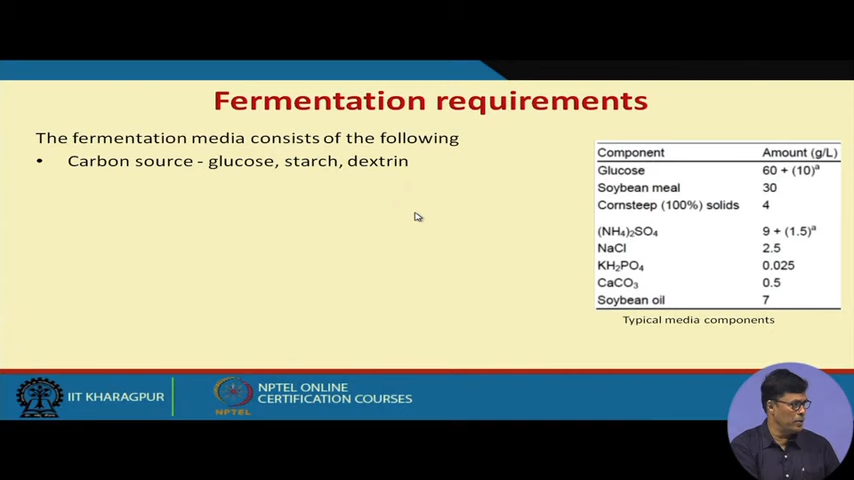 Fermentation requirements
The fermentation media consists of the following
• Carbon source - glucose, starch, dextrin
Component Amount (g/L)
Glucose 60 + (10)ᵃ
Soybean meal 30
Cornsteep (100%) solids 4
(NH₄)₂SO₄ 9 + (1.5)ᵃ
NaCl 2.5
KH₂PO₄ 0.025
CaCO₃ 0.5
Soybean oil 7
Typical media components
IIT KHARAGPUR
NPTEL
NPTEL ONLINE
CERTIFICATION COURSES